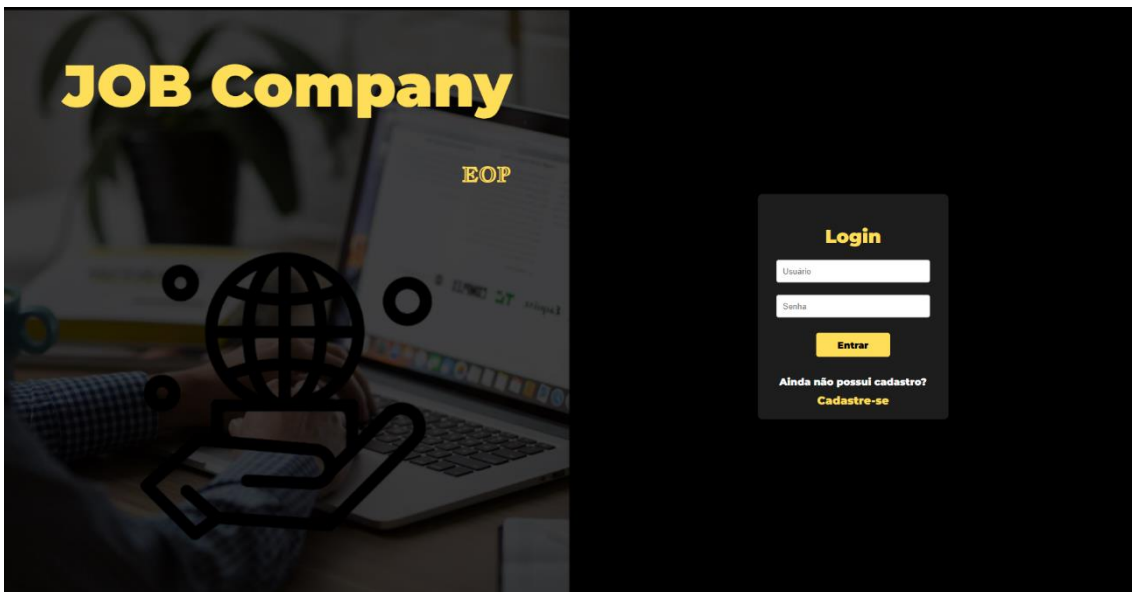 JOB Company
EOP
Login
Usuário
Senha
Entrar
Ainda não possui cadastro?
Cadastre-se